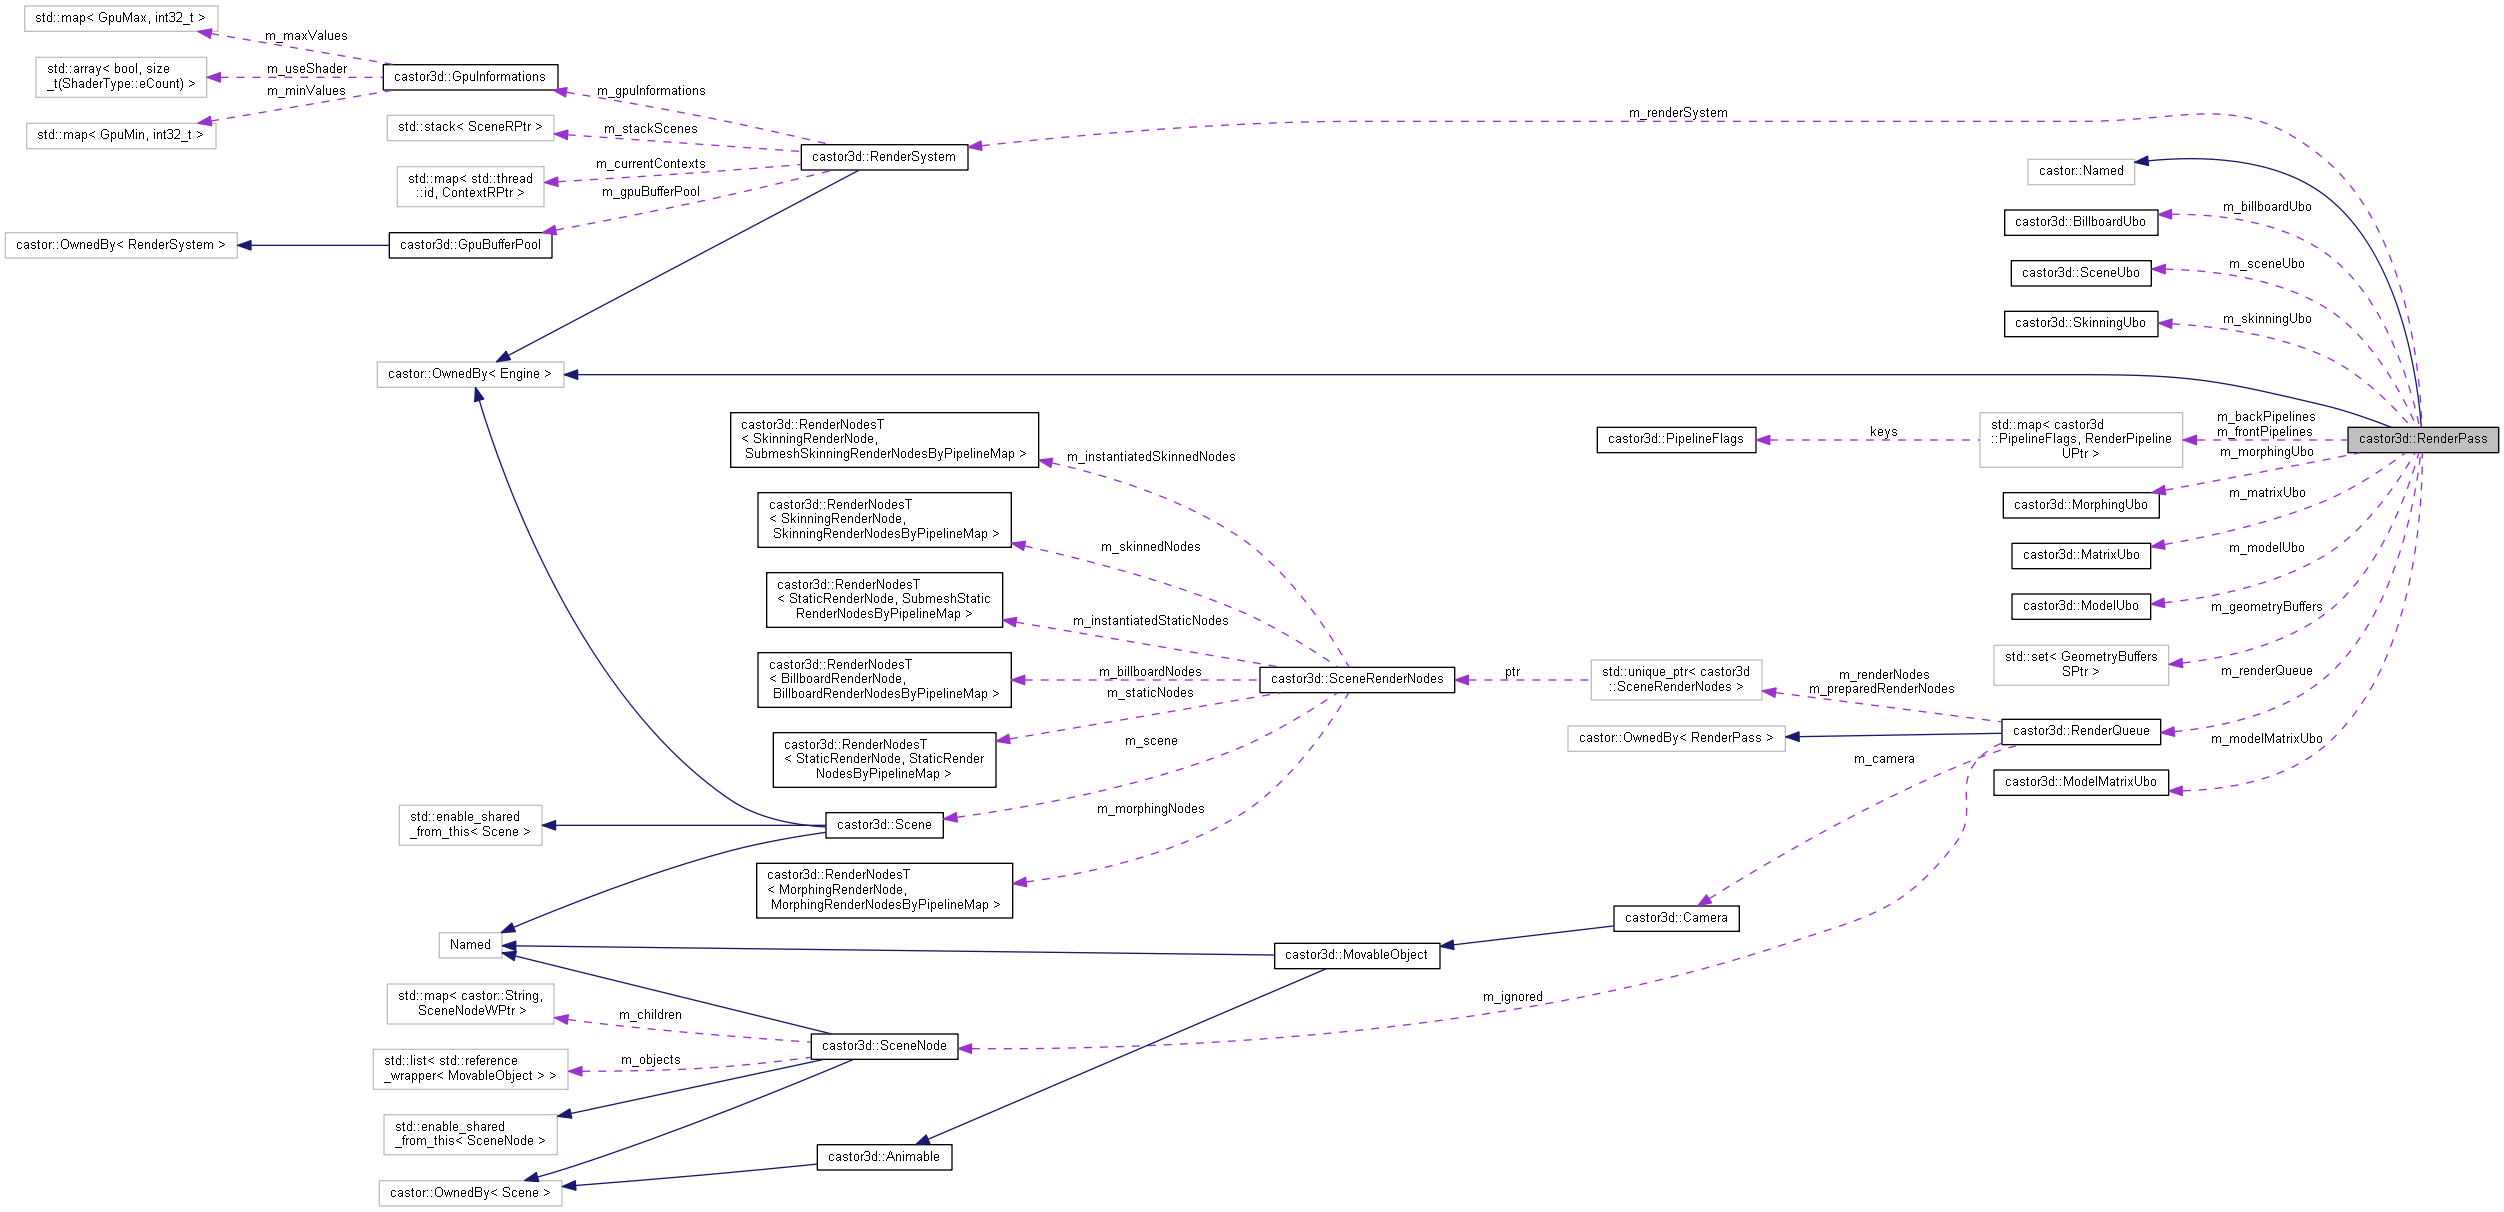 std::map< GpuMax, int32_t >
m_maxValues
std::array< bool, size
_t(ShaderType::eCount) >
m_useShader
castor3d::GpuInformations
m_minValues
std::map< GpuMin, int32_t >
m_gpuInformations
std::stack< SceneRPtr >
m_stackScenes
m_renderSystem
castor3d::RenderSystem
std::map< std::thread
::id, ContextRPtr >
m_currentContexts
m_gpuBufferPool
castor::OwnedBy< RenderSystem >
castor3d::GpuBufferPool
castor::Named
castor3d::BillboardUbo
m_billboardUbo
castor3d::SceneUbo
m_sceneUbo
castor3d::SkinningUbo
m_skinningUbo
castor::OwnedBy< Engine >
castor3d::RenderNodesT
< SkinningRenderNode,
SubmeshSkinningRenderNodesByPipelineMap >
m_instantiatedSkinnedNodes
castor3d::PipelineFlags
keys
std::map< castor3d
::PipelineFlags, RenderPipeline
UPtr >
m_backPipelines
m_frontPipelines
castor3d::RenderPass
m_morphingUbo
castor3d::MorphingUbo
m_matrixUbo
castor3d::MatrixUbo
m_modelUbo
castor3d::ModelUbo
m_geometryBuffers
std::set< GeometryBuffers
SPtr >
m_renderQueue
castor3d::RenderNodesT
< SkinningRenderNode,
SkinningRenderNodesByPipelineMap >
m_skinnedNodes
castor3d::RenderNodesT
< StaticRenderNode, SubmeshStatic
RenderNodesByPipelineMap >
m_instantiatedStaticNodes
castor3d::RenderNodesT
< BillboardRenderNode,
BillboardRenderNodesByPipelineMap >
m_billboardNodes
castor3d::SceneRenderNodes
ptr
std::unique_ptr< castor3d
::SceneRenderNodes >
m_renderNodes
m_preparedRenderNodes
m_staticNodes
castor3d::RenderNodesT
< StaticRenderNode, StaticRender
NodesByPipelineMap >
m_scene
castor::OwnedBy< RenderPass >
castor3d::RenderQueue
m_modelMatrixUbo
m_camera
castor3d::ModelMatrixUbo
std::enable_shared
_from_this< Scene >
castor3d::Scene
m_morphingNodes
castor3d::RenderNodesT
< MorphingRenderNode,
MorphingRenderNodesByPipelineMap >
castor3d::Camera
Named
castor3d::MovableObject
m_ignored
std::map< castor::String,
SceneNodeWPtr >
m_children
castor3d::SceneNode
std::list< std::reference
_wrapper< MovableObject > >
m_objects
std::enable_shared
_from_this< SceneNode >
castor3d::Animable
castor::OwnedBy< Scene >